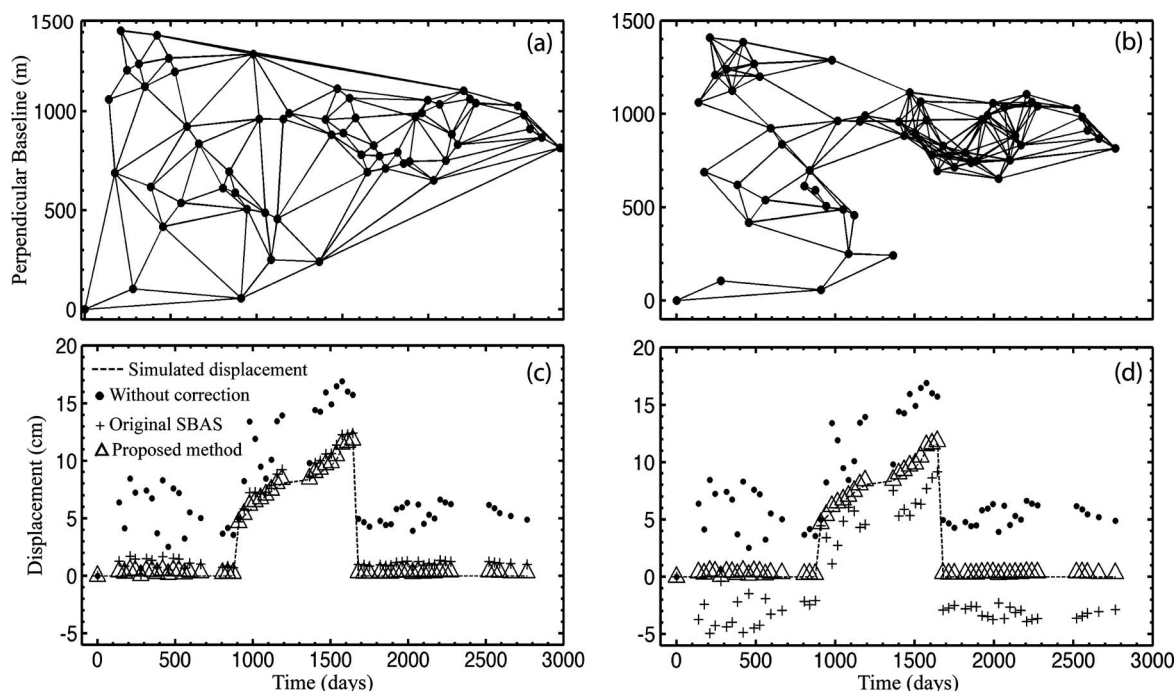 1500
1000
500
0
Perpendicular Baseline (m)
(a)
1500
1000
500
0
(b)
20
15
10
5
0
-5
Displacement (cm)
Simulated displacement
Without correction
Original SBAS
Proposed method
(c)
0
500
1000
1500
2000
2500
3000
Time (days)
20
15
10
5
0
-5
(d)
0
500
1000
1500
2000
2500
3000
Time (days)